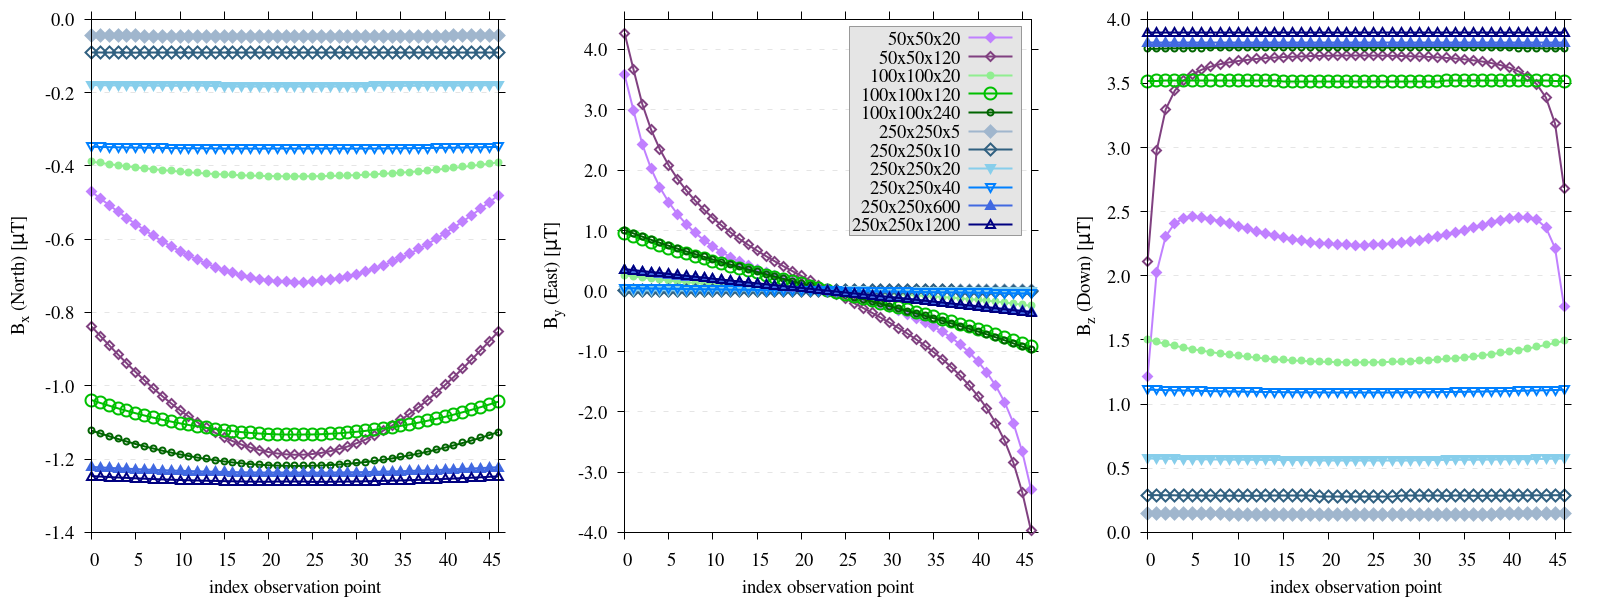 0.0
-0.2
-0.4
-0.6
-0.8
-1.0
-1.2
-1.4
0 5 10 15 20 25 30 35 40 45
index observation point
Bx (North) [µT]
4.0
3.0
2.0
1.0
0.0
-1.0
-2.0
-3.0
-4.0
0 5 10 15 20 25 30 35 40 45
index observation point
By (East) [µT]
50x50x20
50x50x120
100x100x20
100x100x120
100x100x240
250x250x5
250x250x10
250x250x20
250x250x40
250x250x600
250x250x1200
4.0
3.5
3.0
2.5
2.0
1.5
1.0
0.5
0.0
0 5 10 15 20 25 30 35 40 45
index observation point
Bz (Down) [µT]